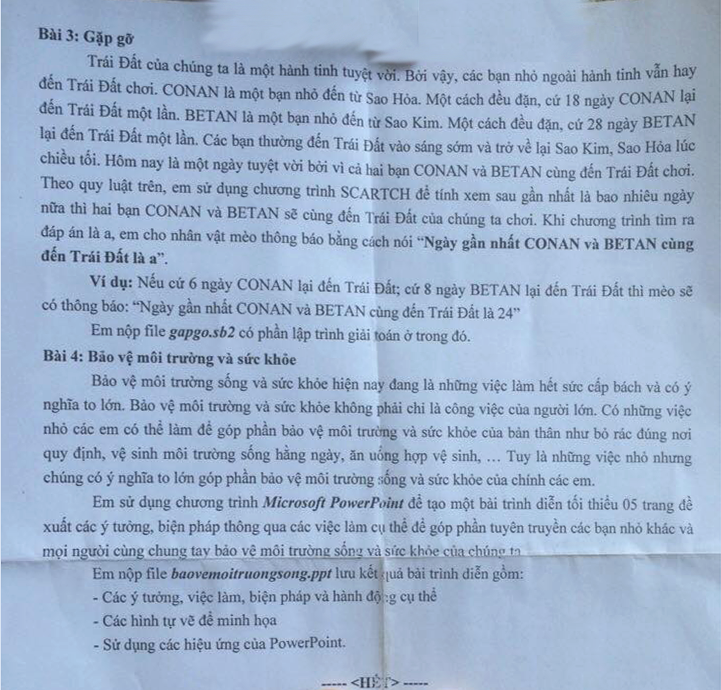 Bài 3: Gặp gỡ
Trái Đất của chúng ta là một hành tinh tuyệt vời. Bởi vậy, các bạn nhỏ ngoài hành tinh vẫn hay
đến Trái Đất chơi. CONAN là một bạn nhỏ đến từ Sao Hỏa. Một cách đều đặn, cứ 18 ngày CONAN lại
đến Trái Đất một lần. BETAN là một bạn nhỏ đến từ Sao Kim. Một cách đều đặn, cứ 28 ngày BETAN
lại đến Trái Đất một lần. Các bạn thường đến Trái Đất vào sáng sớm và trở về lại Sao Kim, Sao Hỏa lúc
chiều tối. Hôm nay là một ngày tuyệt vời bởi vì cả hai bạn CONAN và BETAN cùng đến Trái Đất chơi.
Theo quy luật trên, em sử dụng chương trình SCARTCH để tính xem sau gần nhất là bao nhiêu ngày
nữa thì hai bạn CONAN và BETAN sẽ cùng đến Trái Đất của chúng ta chơi. Khi chương trình tìm ra
đáp án là a, em cho nhân vật mèo thông báo bằng cách nói “Ngày gần nhất CONAN và BETAN cùng
đến Trái Đất là a”.
Ví dụ: Nếu cứ 6 ngày CONAN lại đến Trái Đất; cứ 8 ngày BETAN lại đến Trái Đất thì mèo sẽ
có thông báo: “Ngày gần nhất CONAN và BETAN cùng đến Trái Đất là 24”
Em nộp file gapgo.sb2 có phần lập trình giải toán ở trong đó.
Bài 4: Bảo vệ môi trường và sức khỏe
Bảo vệ môi trường sống và sức khỏe hiện nay đang là những việc làm hết sức cấp bách và có ý
nghĩa to lớn. Bảo vệ môi trường và sức khỏe không phải chỉ là công việc của người lớn. Có những việc
nhỏ các em có thể làm để góp phần bảo vệ môi trường và sức khỏe của bản thân như bỏ rác đúng nơi
quy định, vệ sinh môi trường sống hằng ngày, ăn uống hợp vệ sinh, … Tuy là những việc nhỏ nhưng
chúng có ý nghĩa to lớn góp phần bảo vệ môi trường sống và sức khỏe của chính các em.
Em sử dụng chương trình Microsoft PowerPoint để tạo một bài trình diễn tối thiểu 05 trang đề
xuất các ý tưởng, biện pháp thông qua các việc làm cụ thể để góp phần tuyên truyền các bạn nhỏ khác và
mọi người cùng chung tay bảo vệ môi trường sống và sức khỏe của chúng ta
Em nộp file baovemoitruongsong.ppt lưu kết quả bài trình diễn gồm:
- Các ý tưởng, việc làm, biện pháp và hành động cụ thể
- Các hình tự vẽ để minh họa
- Sử dụng các hiệu ứng của PowerPoint.
----- <HẾT> -----